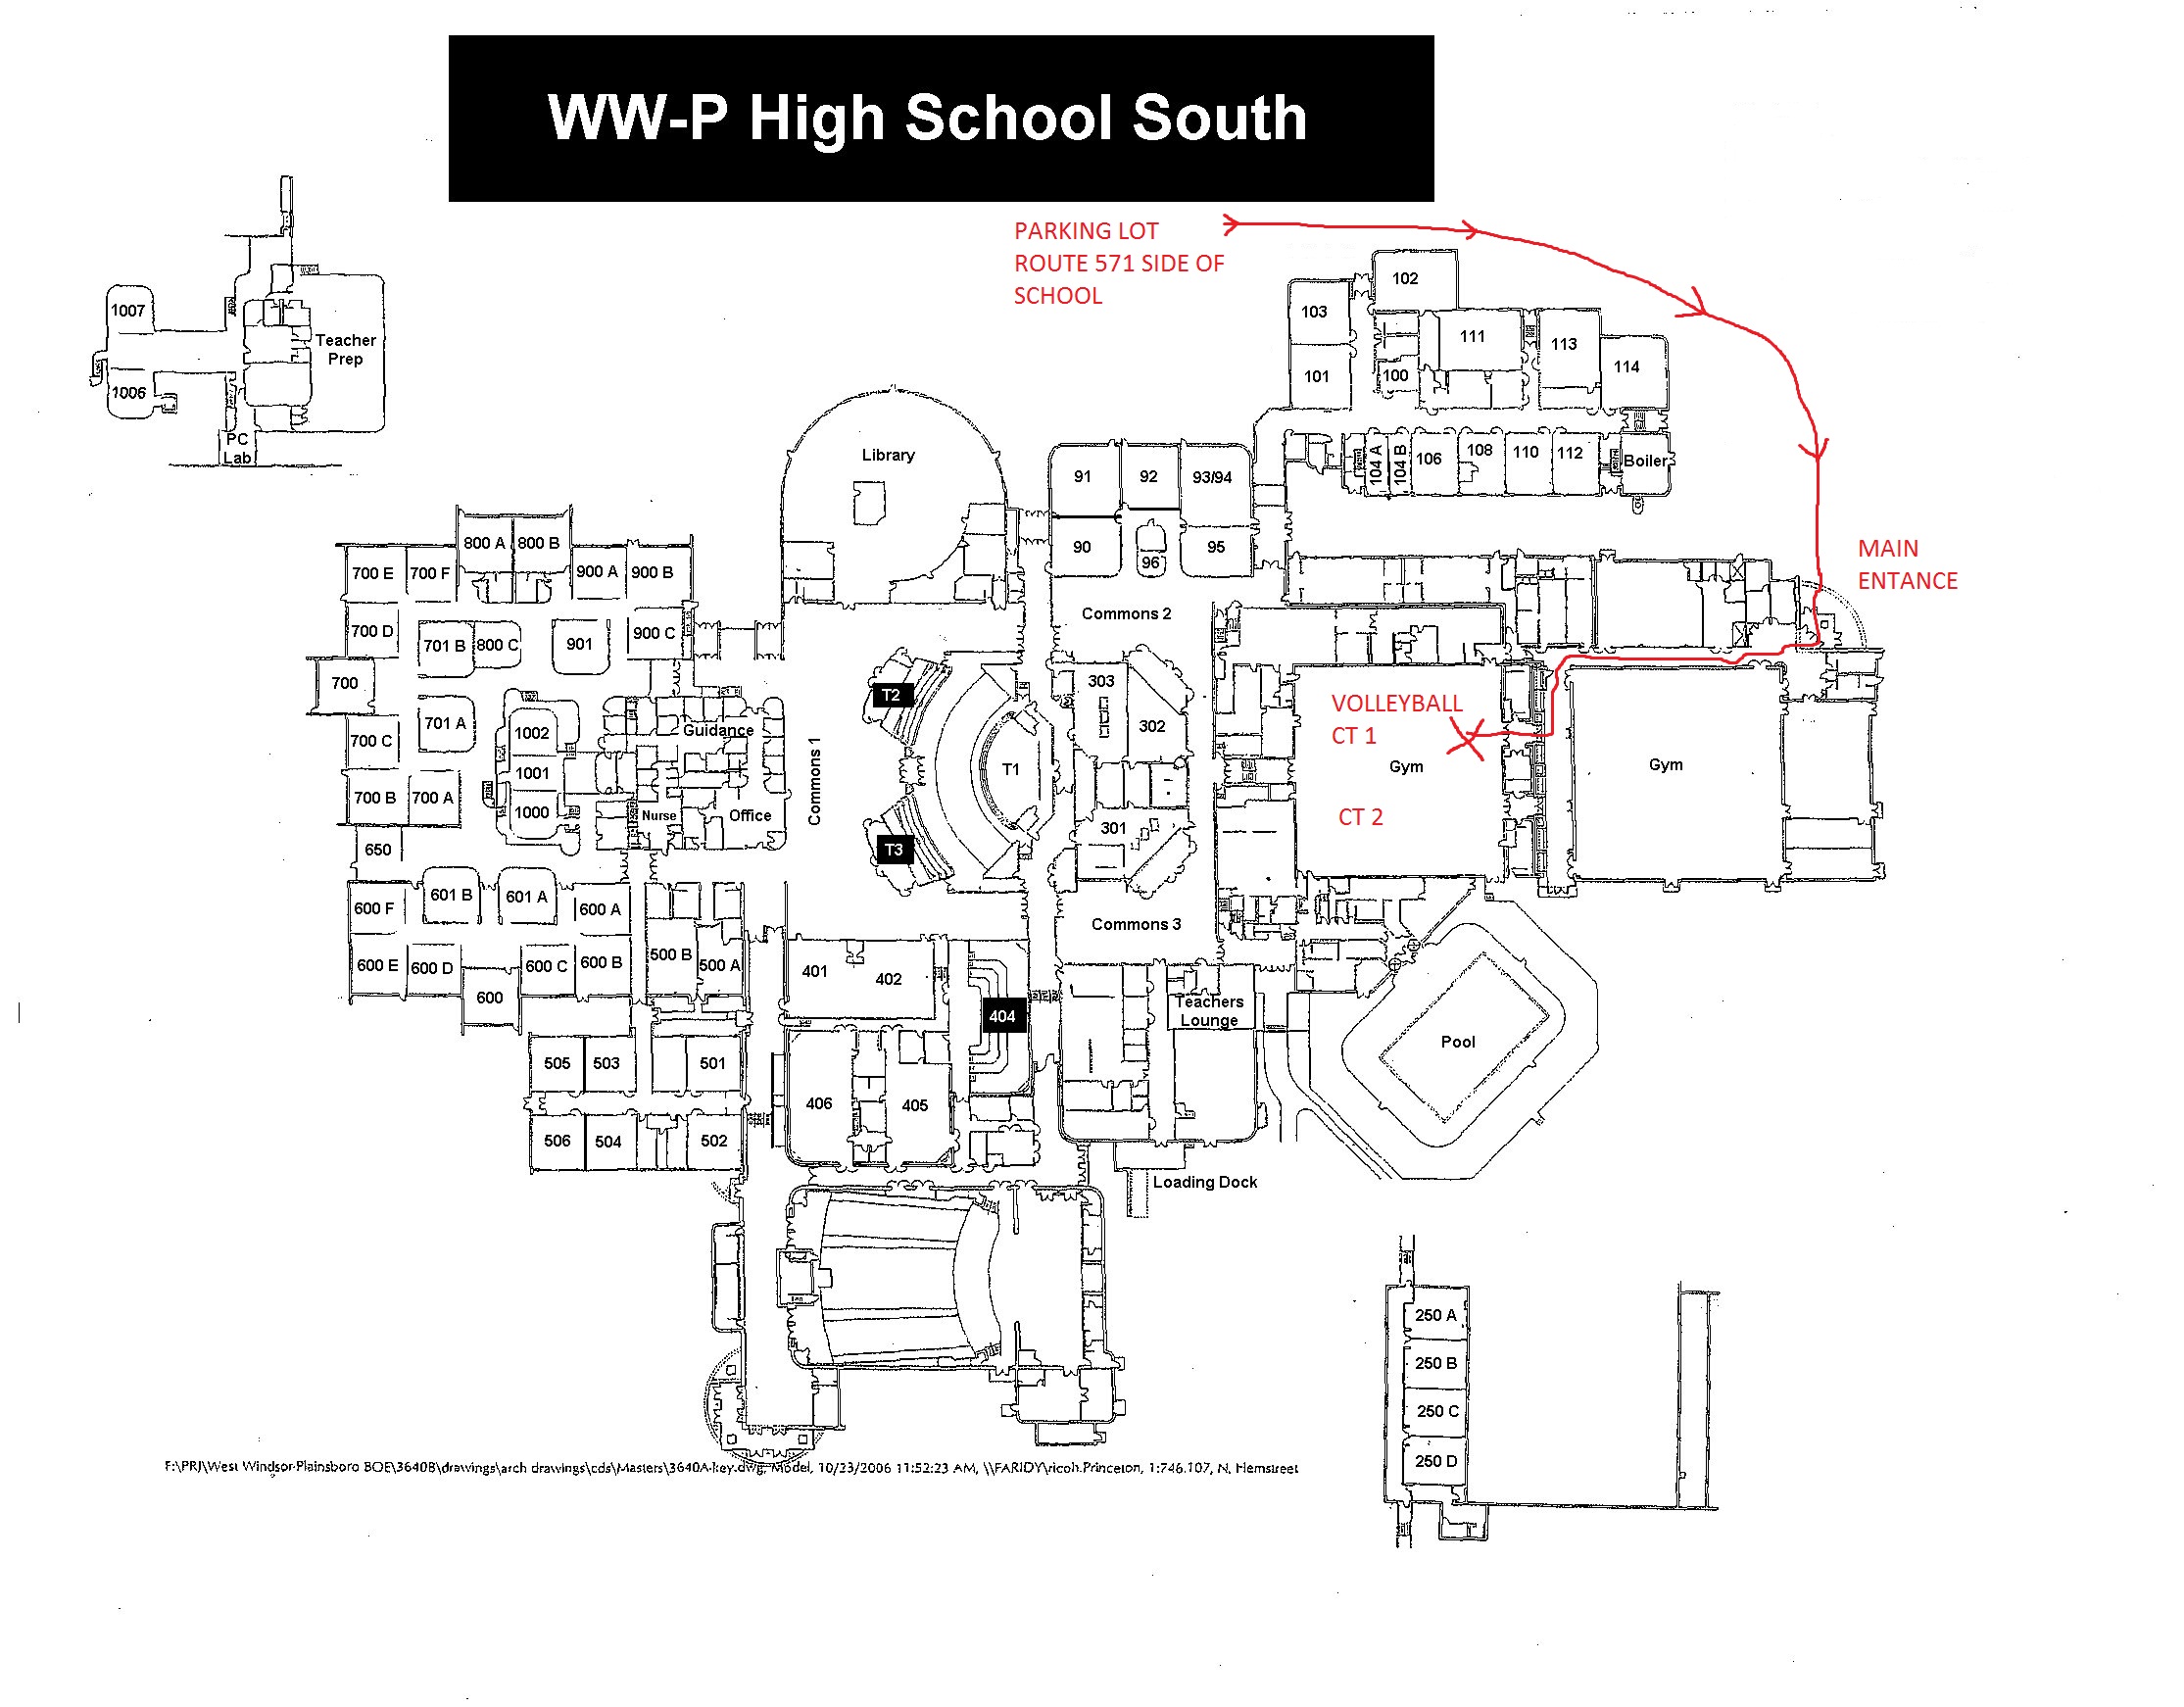 WW-P High School South
PARKING LOT
ROUTE 571 SIDE OF
SCHOOL
1007
Teacher
Prep
1006
PC
Lab
102
103
111
113
101
100
114
Library
91
92
93/94
104 A
104 B
106
108
110
112
Boiler
90
96
95
MAIN
ENTANCE
800 A
800 B
700 E
700 F
900 A
900 B
700 D
701 B
800 C
901
900 C
Commons 2
700
T2
303
302
VOLLEYBALL
CT 1
701 A
700 C
1002
Guidance
Commons 1
T1
Gym
Gym
1001
700 B
700 A
1000
Nurse
Office
301
CT 2
650
T3
601 B
601 A
600 F
600 A
Commons 3
600 E
600 D
600 C
600 B
500 B
500 A
401
402
600
404
Teachers
Lounge
Pool
505
503
501
406
405
506
504
502
Loading Dock
250 A
250 B
250 C
250 D
F:\PRJ\West Windsor-Plainsboro BOE\3640B\drawings\arch drawings\cds\Masters\3640A-key.dwg, Model, 10/23/2006 11:52:23 AM, \\FARIDY\ricoh.Princeton, 1:746.107, N. Hemstreet